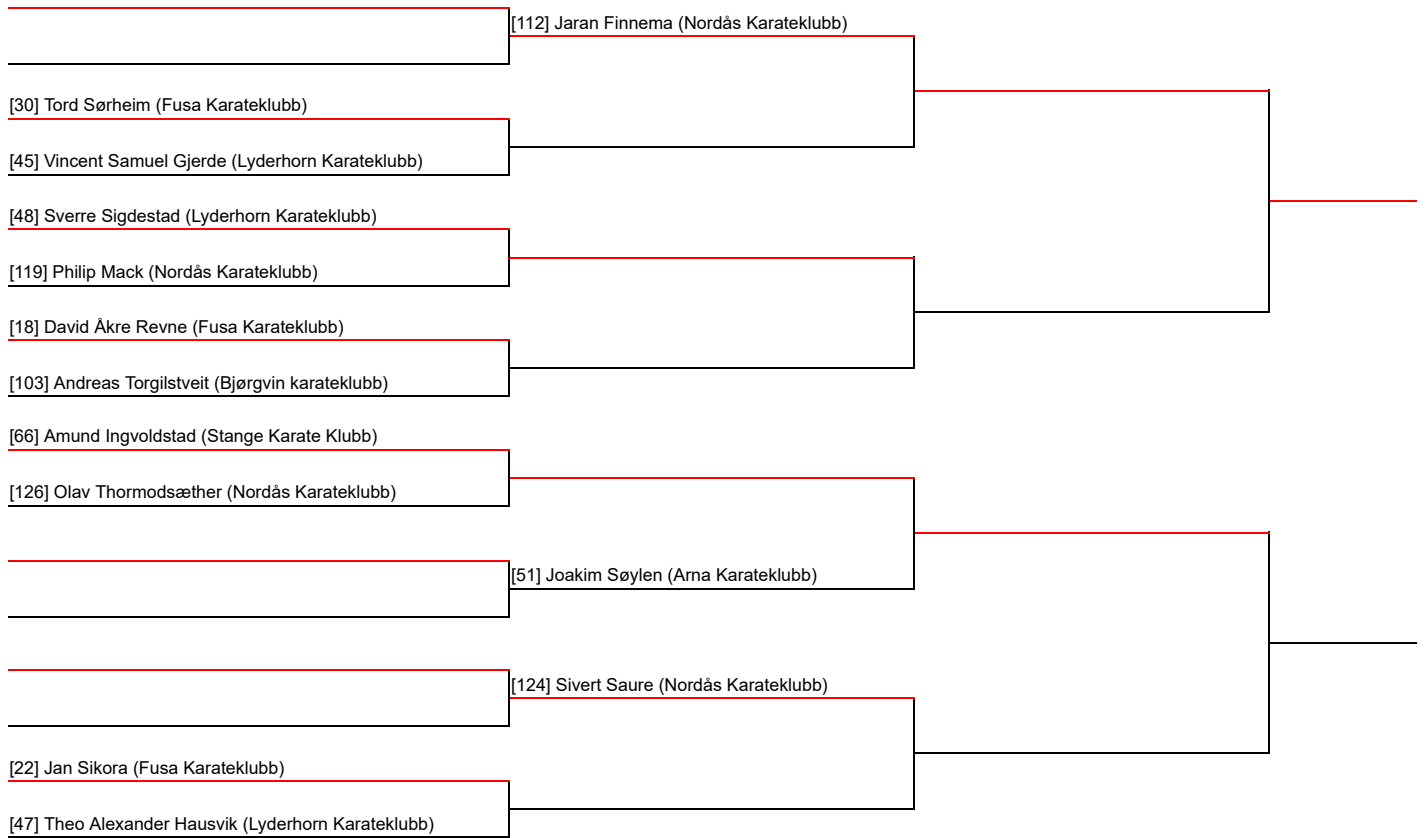 [112] Jaran Finnema (Nordås Karateklubb)
[30] Tord Sørheim (Fusa Karateklubb)
[45] Vincent Samuel Gjerde (Lyderhorn Karateklubb)
[48] Sverre Sigdestad (Lyderhorn Karateklubb)
[119] Philip Mack (Nordås Karateklubb)
[18] David Åkre Revne (Fusa Karateklubb)
[103] Andreas Torgilstveit (Bjørgvin karateklubb)
[66] Amund Ingvoldstad (Stange Karate Klubb)
[126] Olav Thormodsæther (Nordås Karateklubb)
[51] Joakim Søylen (Arna Karateklubb)
[124] Sivert Saure (Nordås Karateklubb)
[22] Jan Sikora (Fusa Karateklubb)
[47] Theo Alexander Hausvik (Lyderhorn Karateklubb)